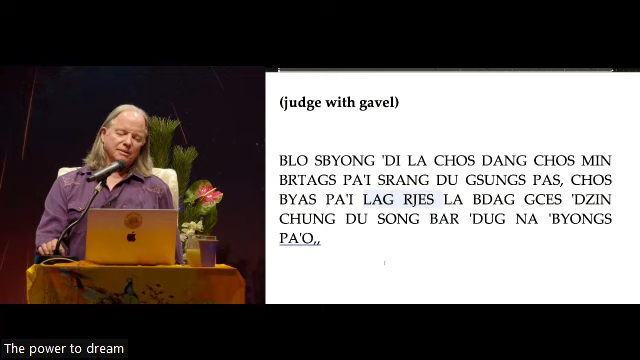 (judge with gavel)
BLO SBYONG 'DI LA CHOS DANG CHOS MIN
BRTAGS PA'I SRANG DU GSUNGS PAS, CHOS
BYAS PA'I LAG RJES LA BDAG GCES 'DZIN
CHUNG DU SONG BAR 'DUG NA 'BYONGS
PA'O,,
The power to dream